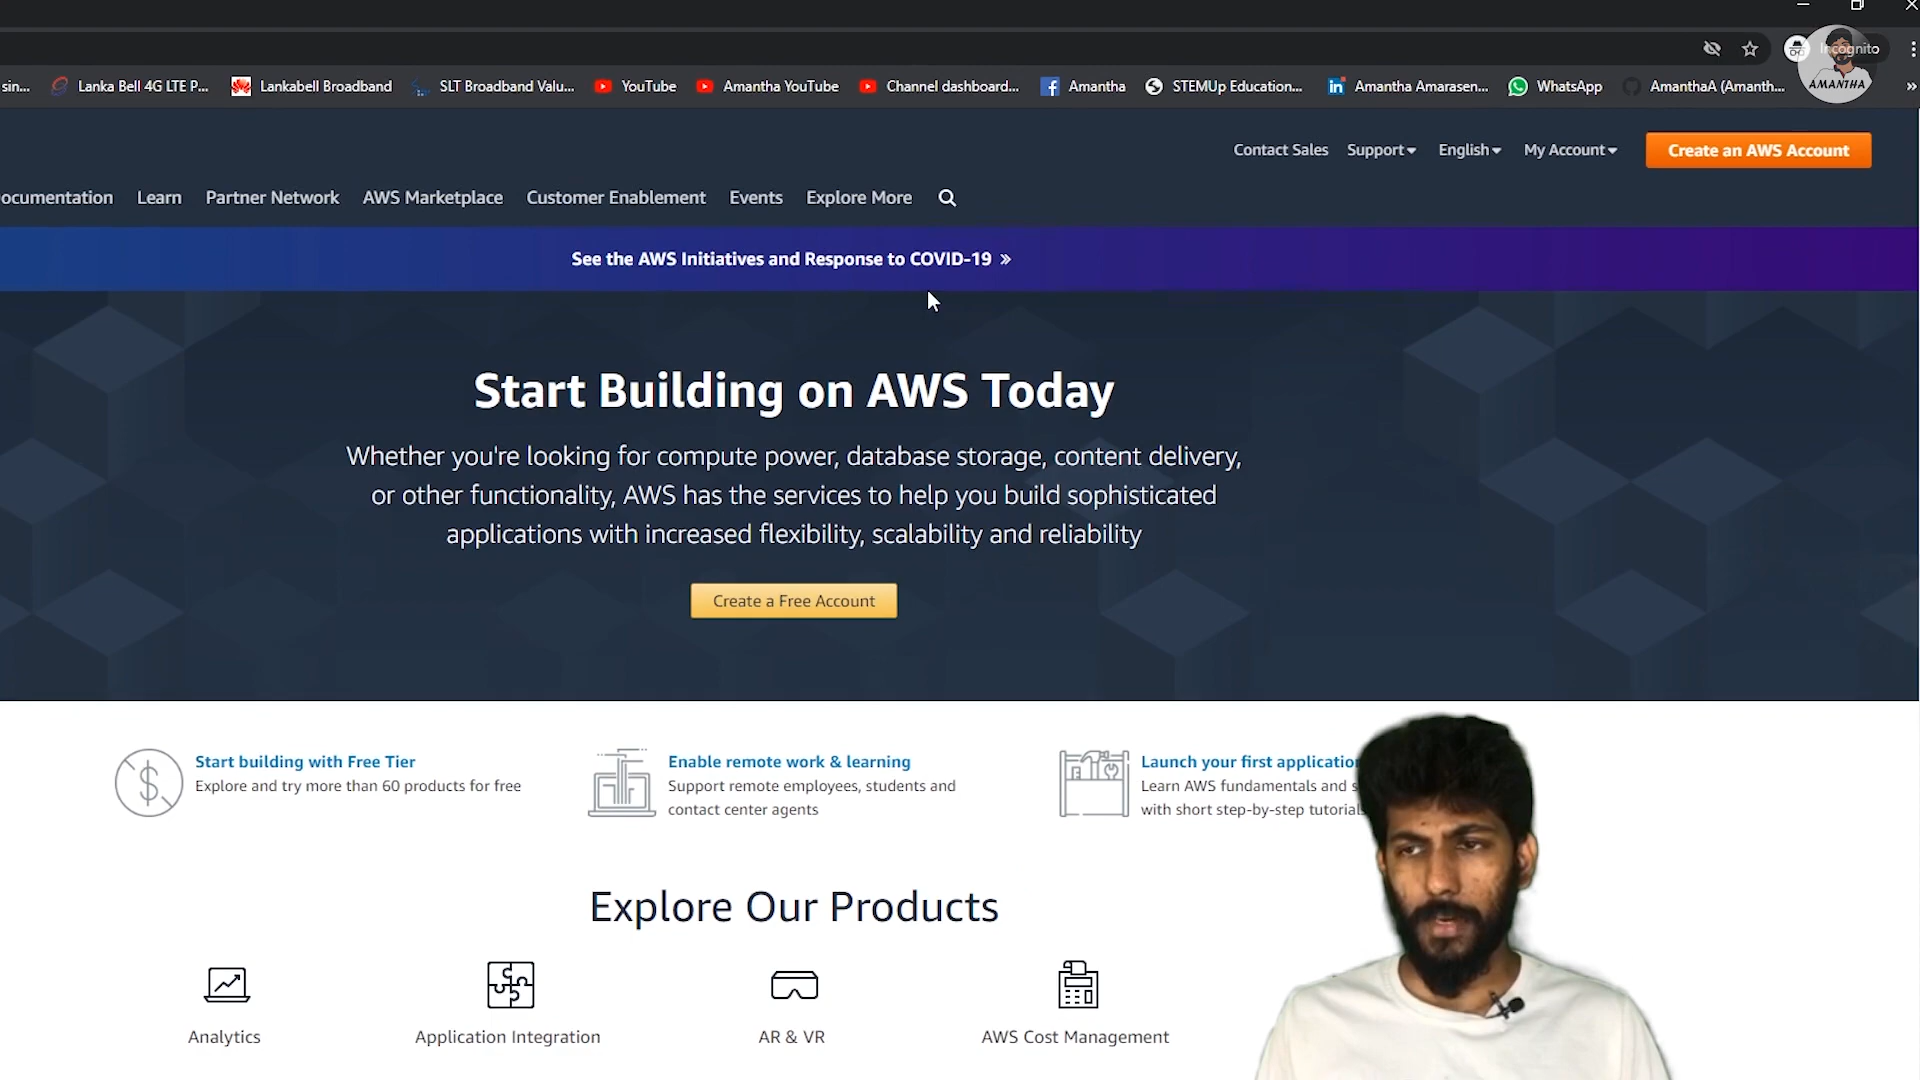 Incognito
AMANTHA
sin...
Lanka Bell 4G LTE P...
Lankabell Broadband
SLT Broadband Valu...
YouTube
Amantha YouTube
Channel dashboard...
Amantha
STEMUp Education...
Amantha Amarasen...
WhatsApp
AmanthaA (Amanth...
Contact Sales
Support
English
My Account
Create an AWS Account
ocumentation
Learn
Partner Network
AWS Marketplace
Customer Enablement
Events
Explore More
See the AWS Initiatives and Response to COVID-19 »
Start Building on AWS Today
Whether you're looking for compute power, database storage, content delivery,
or other functionality, AWS has the services to help you build sophisticated
applications with increased flexibility, scalability and reliability
Create a Free Account
Start building with Free Tier
Explore and try more than 60 products for free
Enable remote work & learning
Support remote employees, students and
contact center agents
Launch your first application
Learn AWS fundamentals and s
with short step-by-step tutorials
Explore Our Products
Analytics
Application Integration
AR & VR
AWS Cost Management